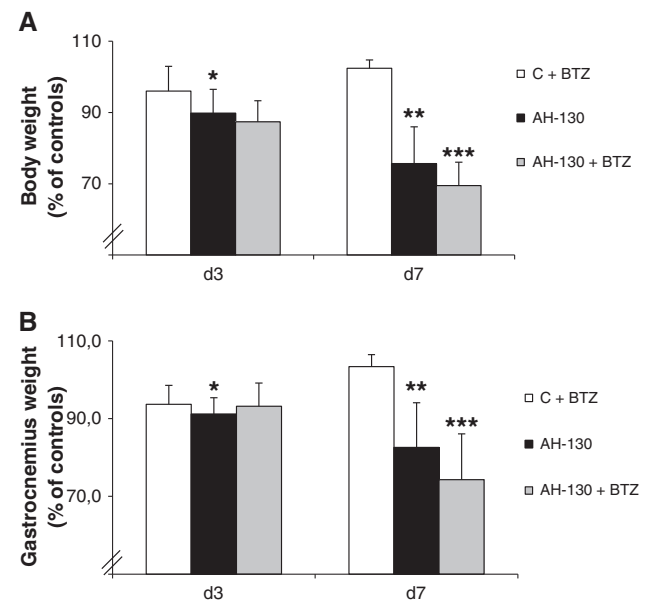 A
Body weight
(% of controls)
110
90
70
*
**
***
d3
d7
C + BTZ
AH-130
AH-130 + BTZ
B
Gastrocnemius weight
(% of controls)
110,0
90,0
70,0
*
**
***
d3
d7
C + BTZ
AH-130
AH-130 + BTZ